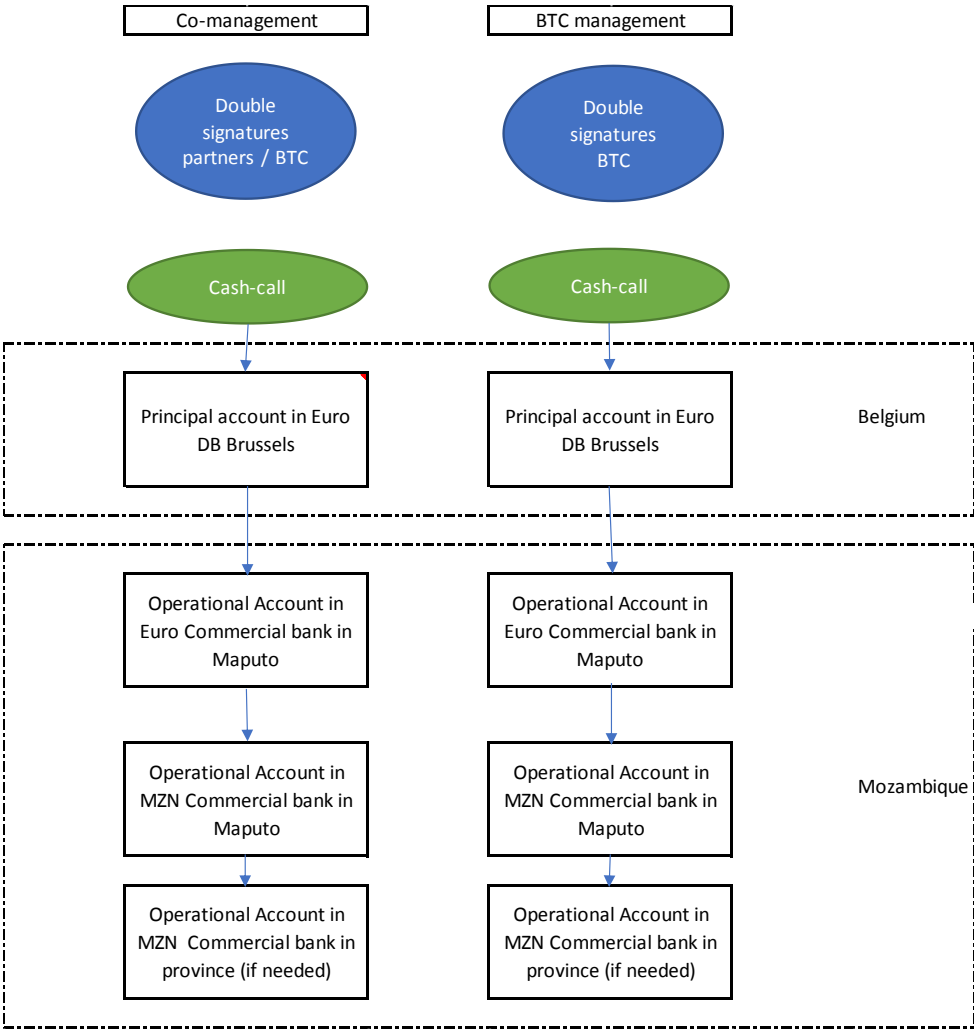 Co-management
BTC management
Double
signatures
partners / BTC
Double
signatures
BTC
Cash-call
Cash-call
Principal account in Euro
DB Brussels
Principal account in Euro
DB Brussels
Belgium
Operational Account in
Euro Commercial bank in
Maputo
Operational Account in
Euro Commercial bank in
Maputo
Operational Account in
MZN Commercial bank in
Maputo
Operational Account in
MZN Commercial bank in
Maputo
Mozambique
Operational Account in
MZN  Commercial bank in
province (if needed)
Operational Account in
MZN Commercial bank in
province (if needed)